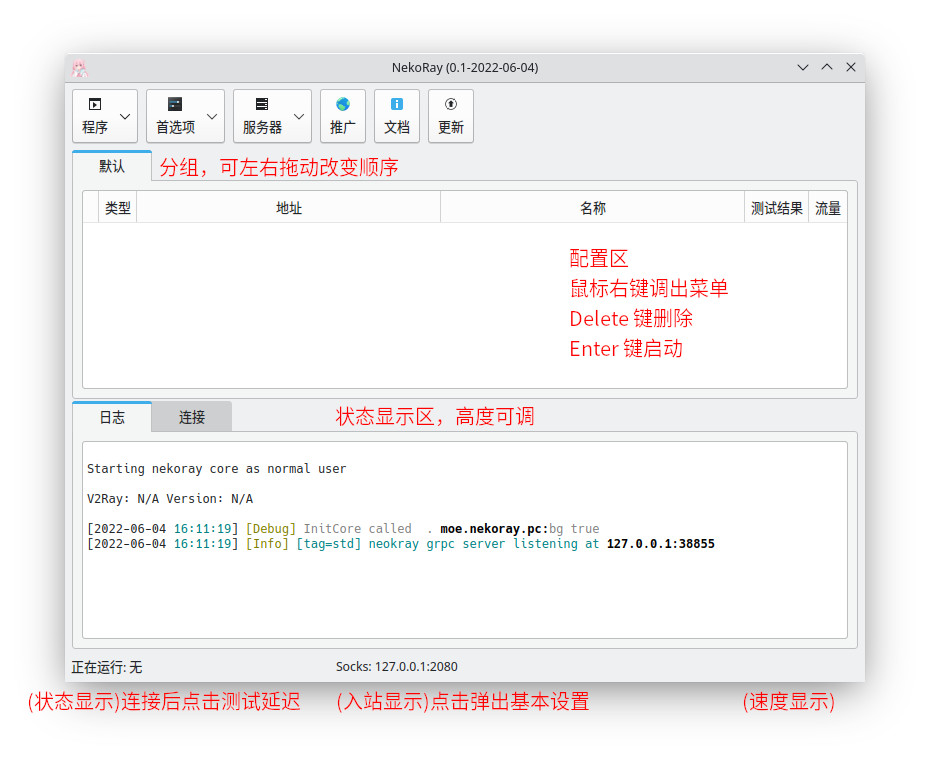 NekoRay (0.1-2022-06-04)
程序 首选项 服务器 推广 文档 更新
默认 分组，可左右拖动改变顺序
类型 地址 名称 测试结果 流量
配置区
鼠标右键调出菜单
Delete 键删除
Enter 键启动
日志 连接 状态显示区，高度可调
Starting nekoray core as normal user
V2Ray: N/A Version: N/A
[2022-06-04 16:11:19] [Debug] InitCore called . moe.nekoray.pc:bg true
[2022-06-04 16:11:19] [Info] [tag=std] neokray grpc server listening at 127.0.0.1:38855
正在运行: 无 Socks: 127.0.0.1:2080
(状态显示)连接后点击测试延迟 (入站显示)点击弹出基本设置 (速度显示)